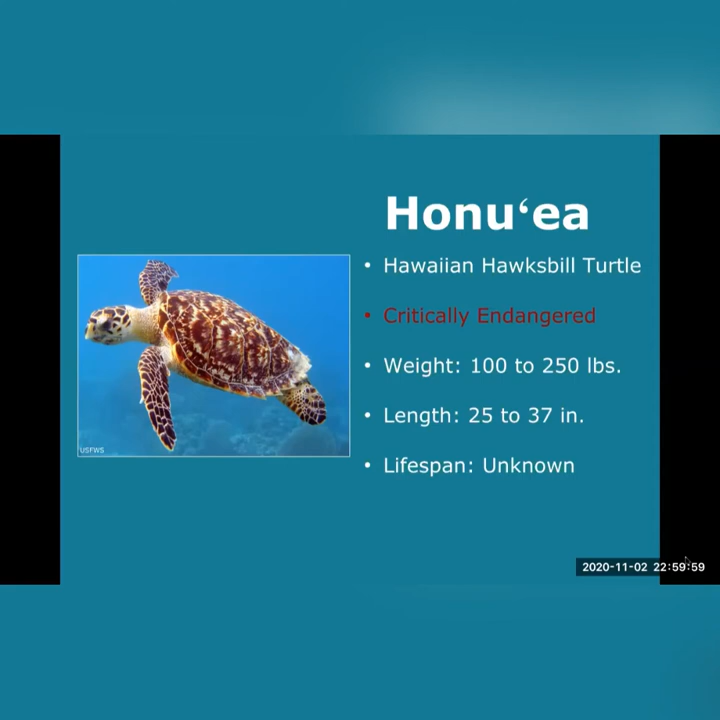 Honuʻea
• Hawaiian Hawksbill Turtle
• Critically Endangered
• Weight: 100 to 250 lbs.
• Length: 25 to 37 in.
• Lifespan: Unknown
USFWS
2020-11-02 22:59:59